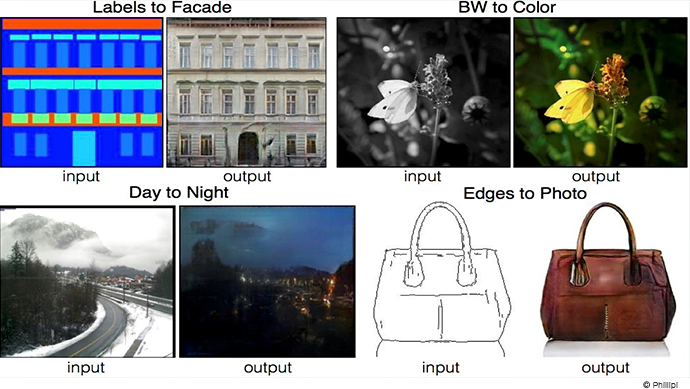 Labels to Facade
BW to Color
input
output
input
output
Day to Night
Edges to Photo
input
output
input
output
© Phillipi